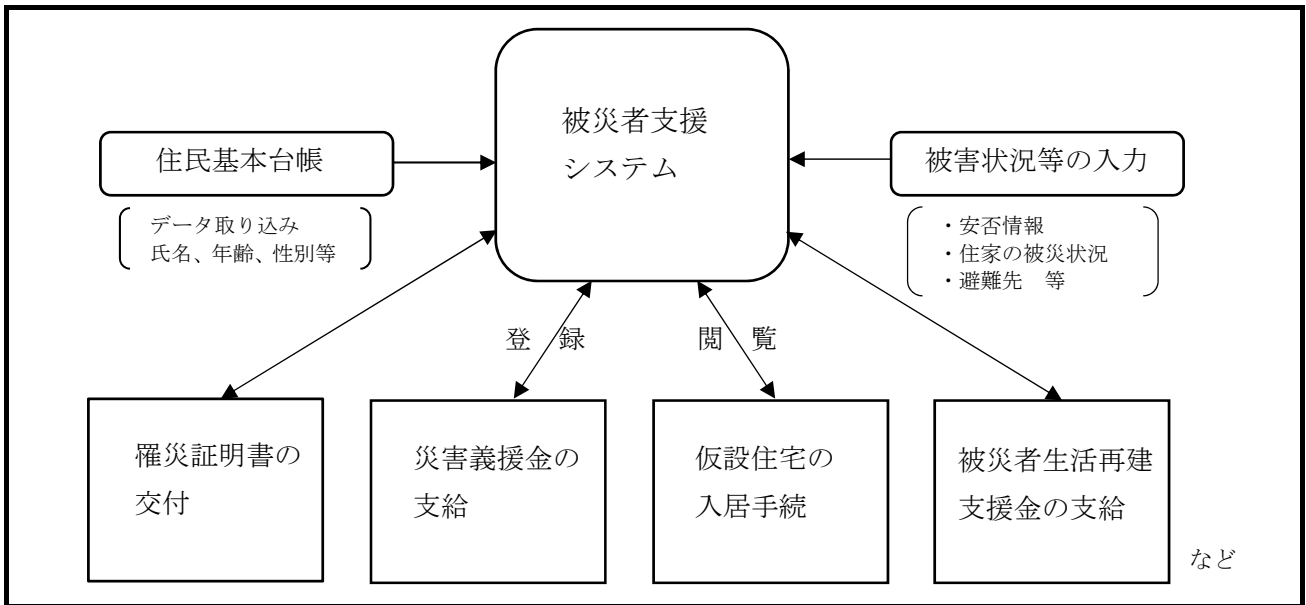 被災者支援
システム
住民基本台帳
データ取り込み
氏名、年齢、性別等
被害状況等の入力
・安否情報
・住家の被災状況
・避難先　等
登　録
閲　覧
罹災証明書の
交付
災害義援金の
支給
仮設住宅の
入居手続
被災者生活再建
支援金の支給
など